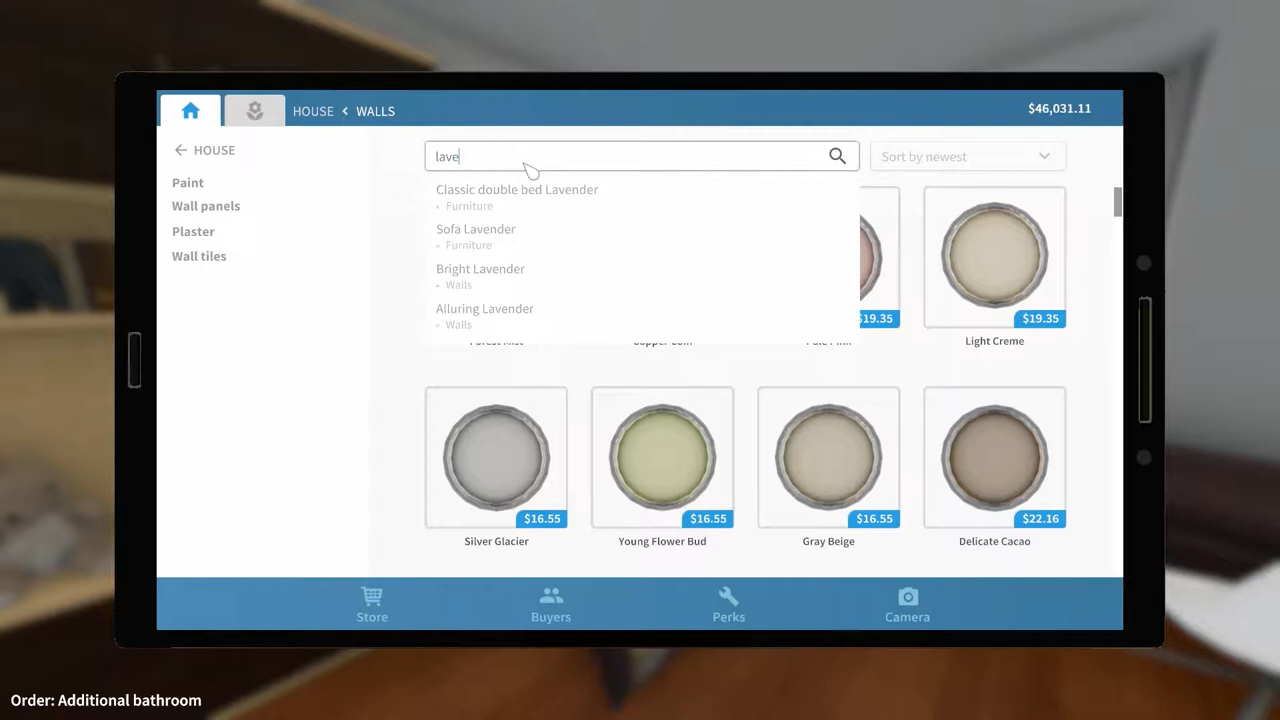 HOUSE < WALLS
$46,031.11
← HOUSE
Paint
Wall panels
Plaster
Wall tiles
lave
Sort by newest
Classic double bed Lavender
• Furniture
Sofa Lavender
• Furniture
Bright Lavender
• Walls
Alluring Lavender
• Walls
$19.35
$19.35
Light Creme
$16.55
$16.55
$16.55
$22.16
Silver Glacier
Young Flower Bud
Gray Beige
Delicate Cacao
Store
Buyers
Perks
Camera
Order: Additional bathroom